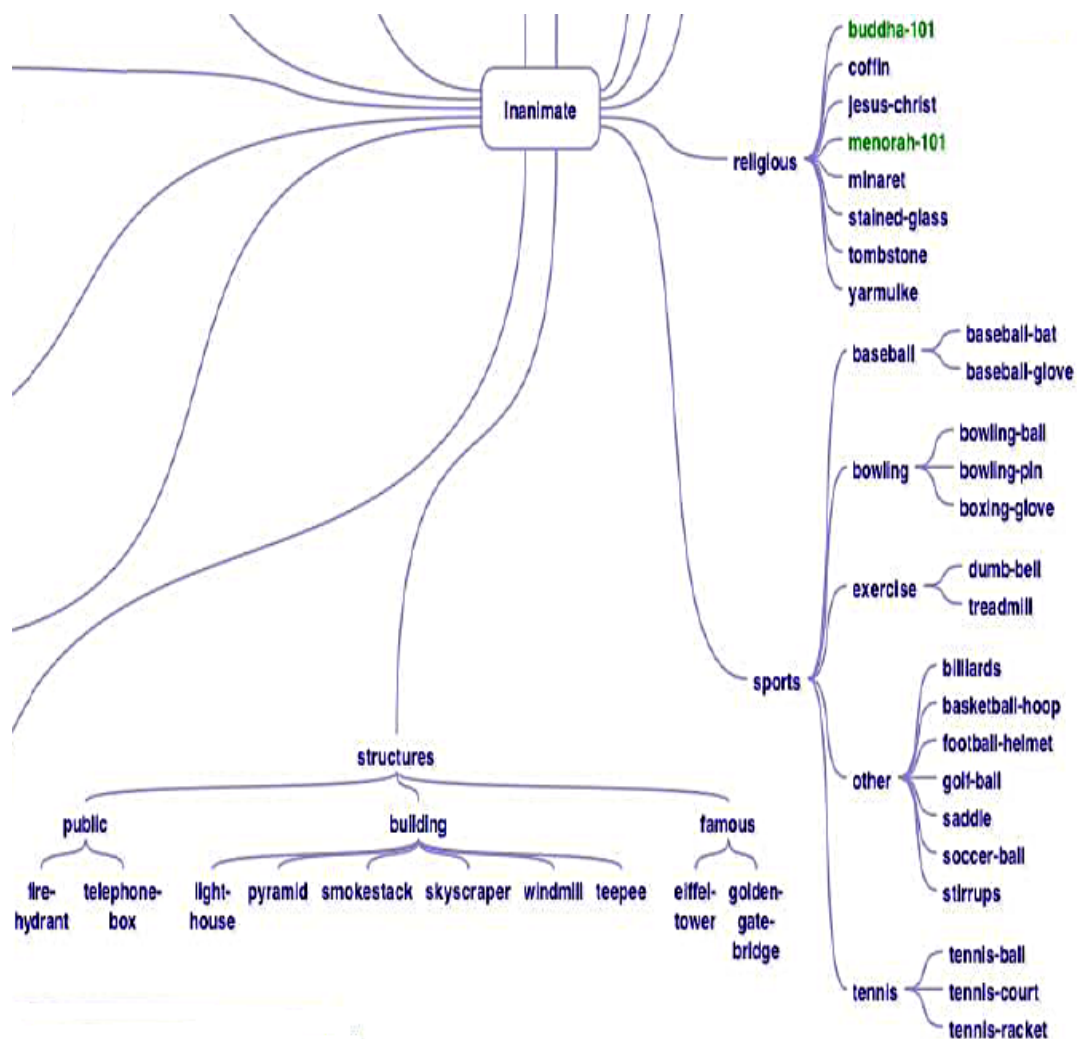 Inanimate
religious
buddha-101
coffin
jesus-christ
menorah-101
minaret
stained-glass
tombstone
yarmulke
sports
baseball
baseball-bat
baseball-glove
bowling
bowling-ball
bowling-pin
boxing-glove
exercise
dumb-bell
treadmill
other
billiards
basketball-hoop
football-helmet
golf-ball
saddle
soccer-ball
stirrups
tennis
tennis-ball
tennis-court
tennis-racket
structures
public
fire-
hydrant
telephone-
box
building
light-
house
pyramid
smokestack
skyscraper
windmill
teepee
famous
eiffel-
tower
golden-
gate-
bridge